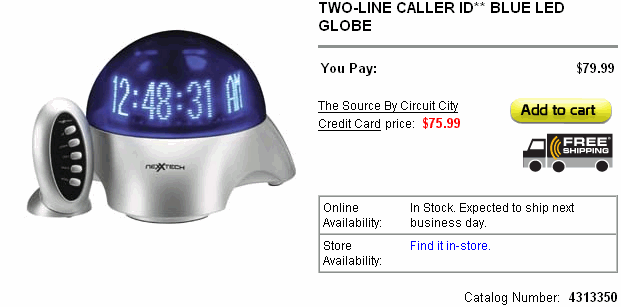 TWO-LINE CALLER ID** BLUE LED
GLOBE
You Pay: $79.99
The Source By Circuit City
Credit Card price: $75.99
Add to cart
FREE
SHIPPING
12:48:31 AM
NEXXTECH
Online
Availability:
In Stock. Expected to ship next
business day.
Store
Availability:
Find it in-store.
Catalog Number: 4313350